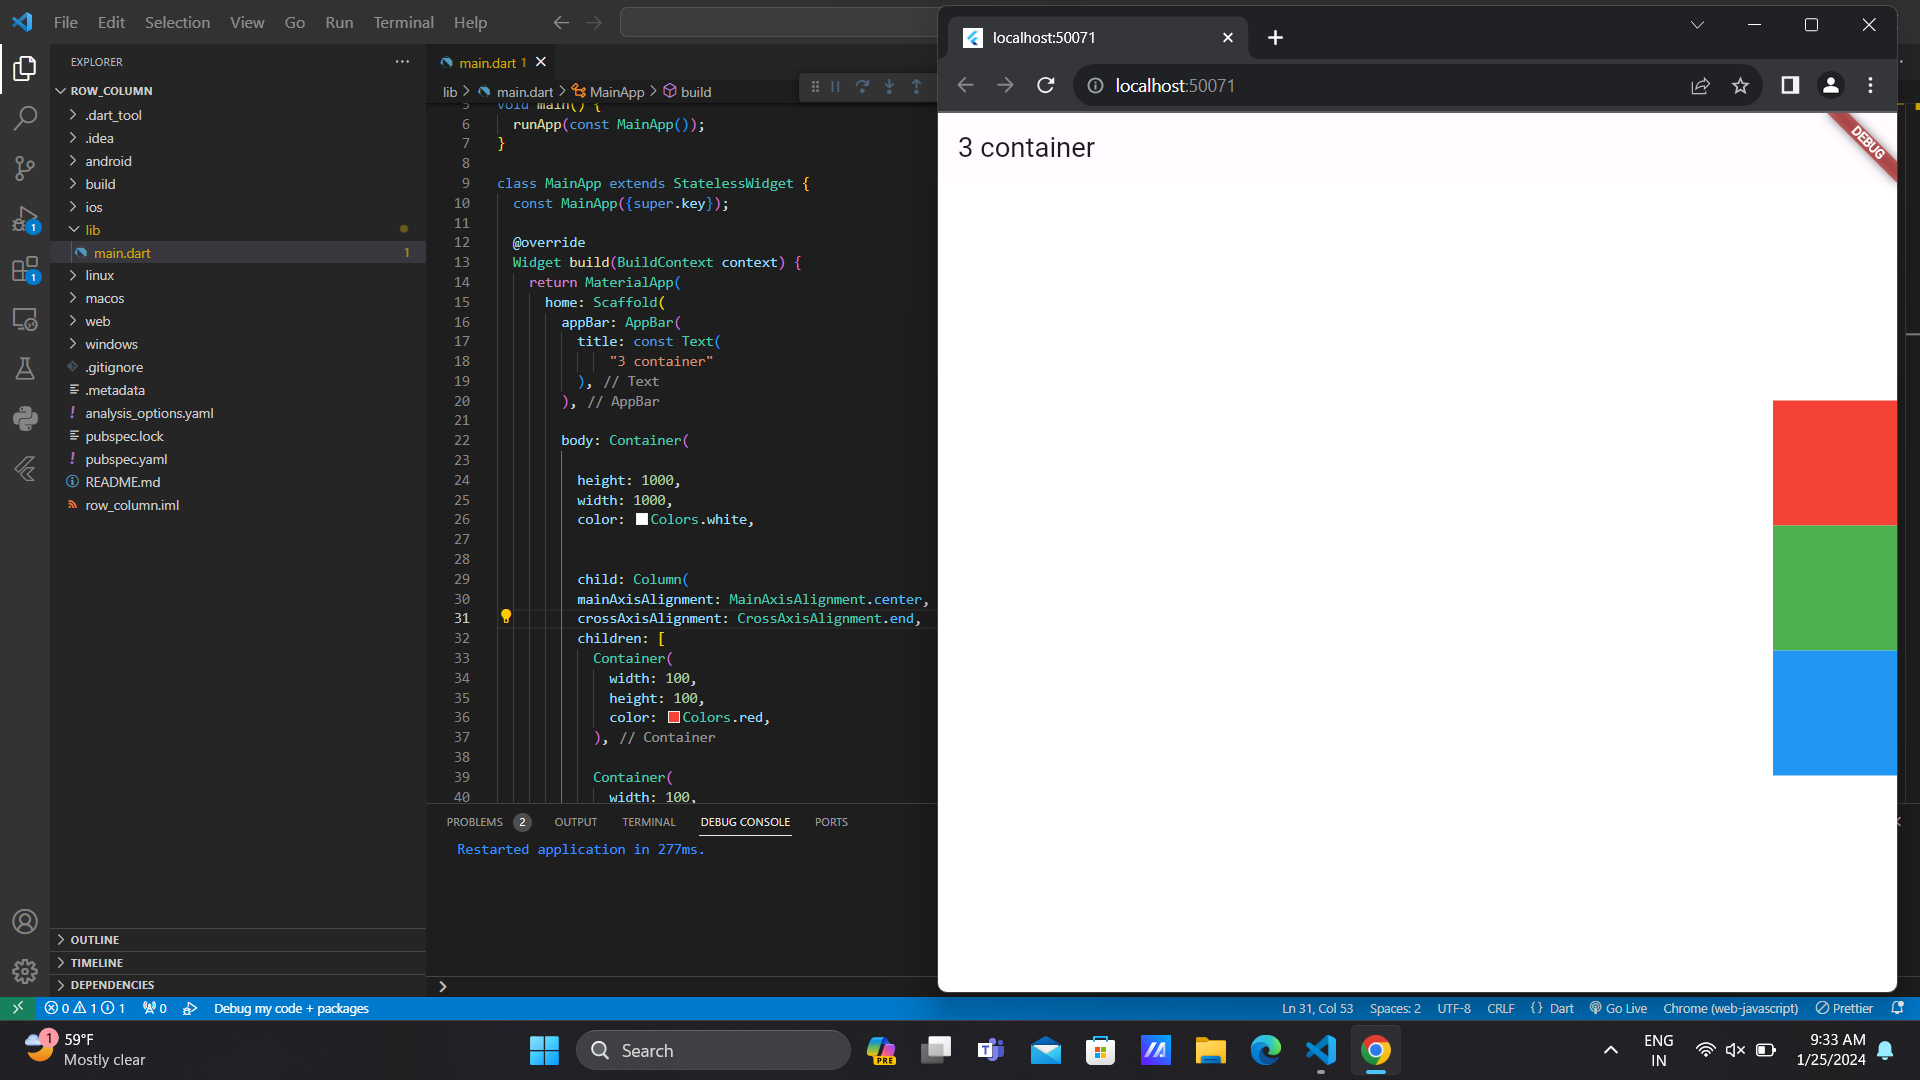 File Edit Selection View Go Run Terminal Help
localhost:50071
localhost:50071
EXPLORER
ROW_COLUMN
.dart_tool
.idea
android
build
ios
lib
main.dart 1
linux
macos
web
windows
.gitignore
.metadata
analysis_options.yaml
pubspec.lock
pubspec.yaml
README.md
row_column.iml
OUTLINE
TIMELINE
DEPENDENCIES
1
1
main.dart 1
lib > main.dart > MainApp > build
5 void main() {
6 runApp(const MainApp());
7 }
8
9 class MainApp extends StatelessWidget {
10 const MainApp({super.key});
11
12 @override
13 Widget build(BuildContext context) {
14 return MaterialApp(
15 home: Scaffold(
16 appBar: AppBar(
17 title: const Text(
18 "3 container"
19 ), // Text
20 ), // AppBar
21
22 body: Container(
23
24 height: 1000,
25 width: 1000,
26 color: Colors.white,
27
28
29 child: Column(
30 mainAxisAlignment: MainAxisAlignment.center,
31 crossAxisAlignment: CrossAxisAlignment.end,
32 children: [
33 Container(
34 width: 100,
35 height: 100,
36 color: Colors.red,
37 ), // Container
38
39 Container(
40 width: 100,
PROBLEMS 2 OUTPUT TERMINAL DEBUG CONSOLE PORTS
Restarted application in 277ms.
3 container
DEBUG
0 1 1 0 Debug my code + packages
Ln 31, Col 53 Spaces: 2 UTF-8 CRLF {} Dart Go Live Chrome (web-javascript) Prettier
1
59°F
Mostly clear
Search
PRE
ENG
IN
9:33 AM
1/25/2024